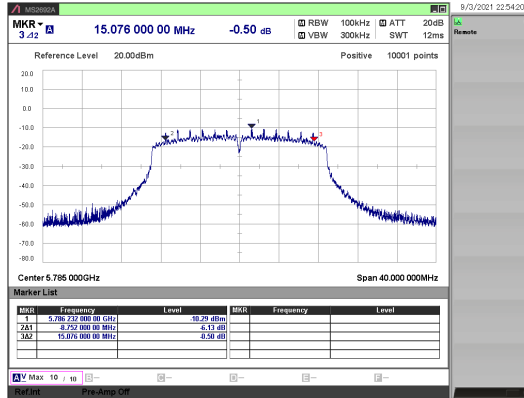 MS2692A
9/3/2021 22:54:20
MKR
3 Δ2 A 15.076 000 00 MHz -0.50 dB
A RBW 100kHz A ATT 20dB
A VBW 300kHz SWT 12ms
Remote
Reference Level 20.00dBm Positive 10001 points
20.0
10.0
0.0
-10.0
-20.0
-30.0
-40.0
-50.0
-60.0
-70.0
-80.0
1
2
3
Center 5.785 000GHz Span 40.000 000MHz
Marker List
MKR Frequency Level MKR Frequency Level
1 5.786 232 000 00 GHz -10.29 dBm
2Δ1 -8.752 000 00 MHz -6.13 dB
3Δ2 15.076 000 00 MHz -0.50 dB
A Max 10 / 10 B-- C-- D-- E-- F--
Ref.Int Pre-Amp Off